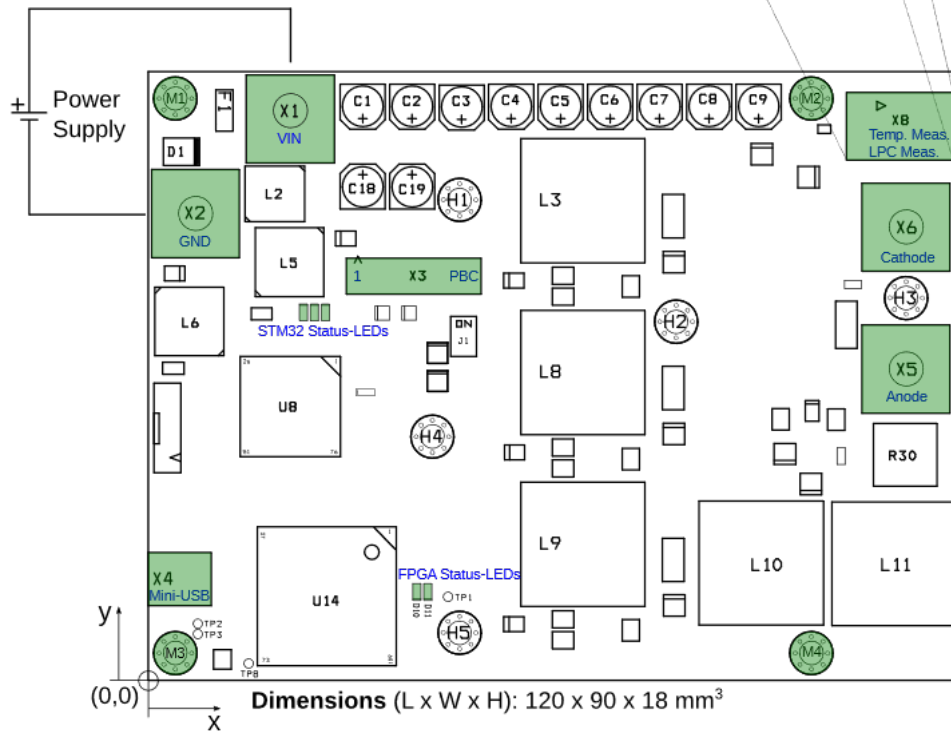 M1
F1
X1
VIN
C1
C2
C3
C4
C5
C6
C7
C8
C9
M2
X8
Temp. Meas.
LPC Meas.
Power
Supply
D1
X2
GND
L2
C18
C19
H1
L3
X6
Cathode
L5
1
X3
PBC
H3
L6
STM32 Status-LEDs
ON
J1
H2
L8
X5
Anode
U8
H4
R30
L9
L10
L11
X4
Mini-USB
U14
FPGA Status-LEDs
D10
D11
TP1
TP2
TP3
H5
y
M3
TP8
73
M4
(0,0)
x
Dimensions (L x W x H): 120 x 90 x 18 mm³